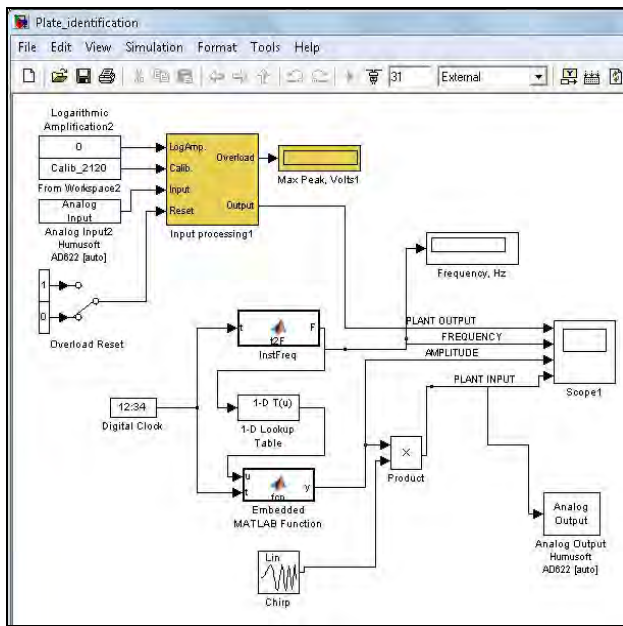 Plate_identification
File Edit View Simulation Format Tools Help
31
External
Logarithmic
Amplification2
0
Calib_2120
From Workspace2
Analog
Input
Analog Input2
Humusoft
AD622 [auto]
1
0
Overload Reset
LogAmp.
Calib.
Input
Reset
Overload
Output
Input processing1
Max Peak, Volts1
Frequency, Hz
PLANT OUTPUT
FREQUENCY
AMPLITUDE
PLANT INPUT
Scope1
t
F
t2F
InstFreq
12:34
Digital Clock
1-D T(u)
1-D Lookup
Table
u
t
y
fcn
Embedded
MATLAB Function
×
Product
Lin
Chirp
Analog
Output
Analog Output
Humusoft
AD622 [auto]